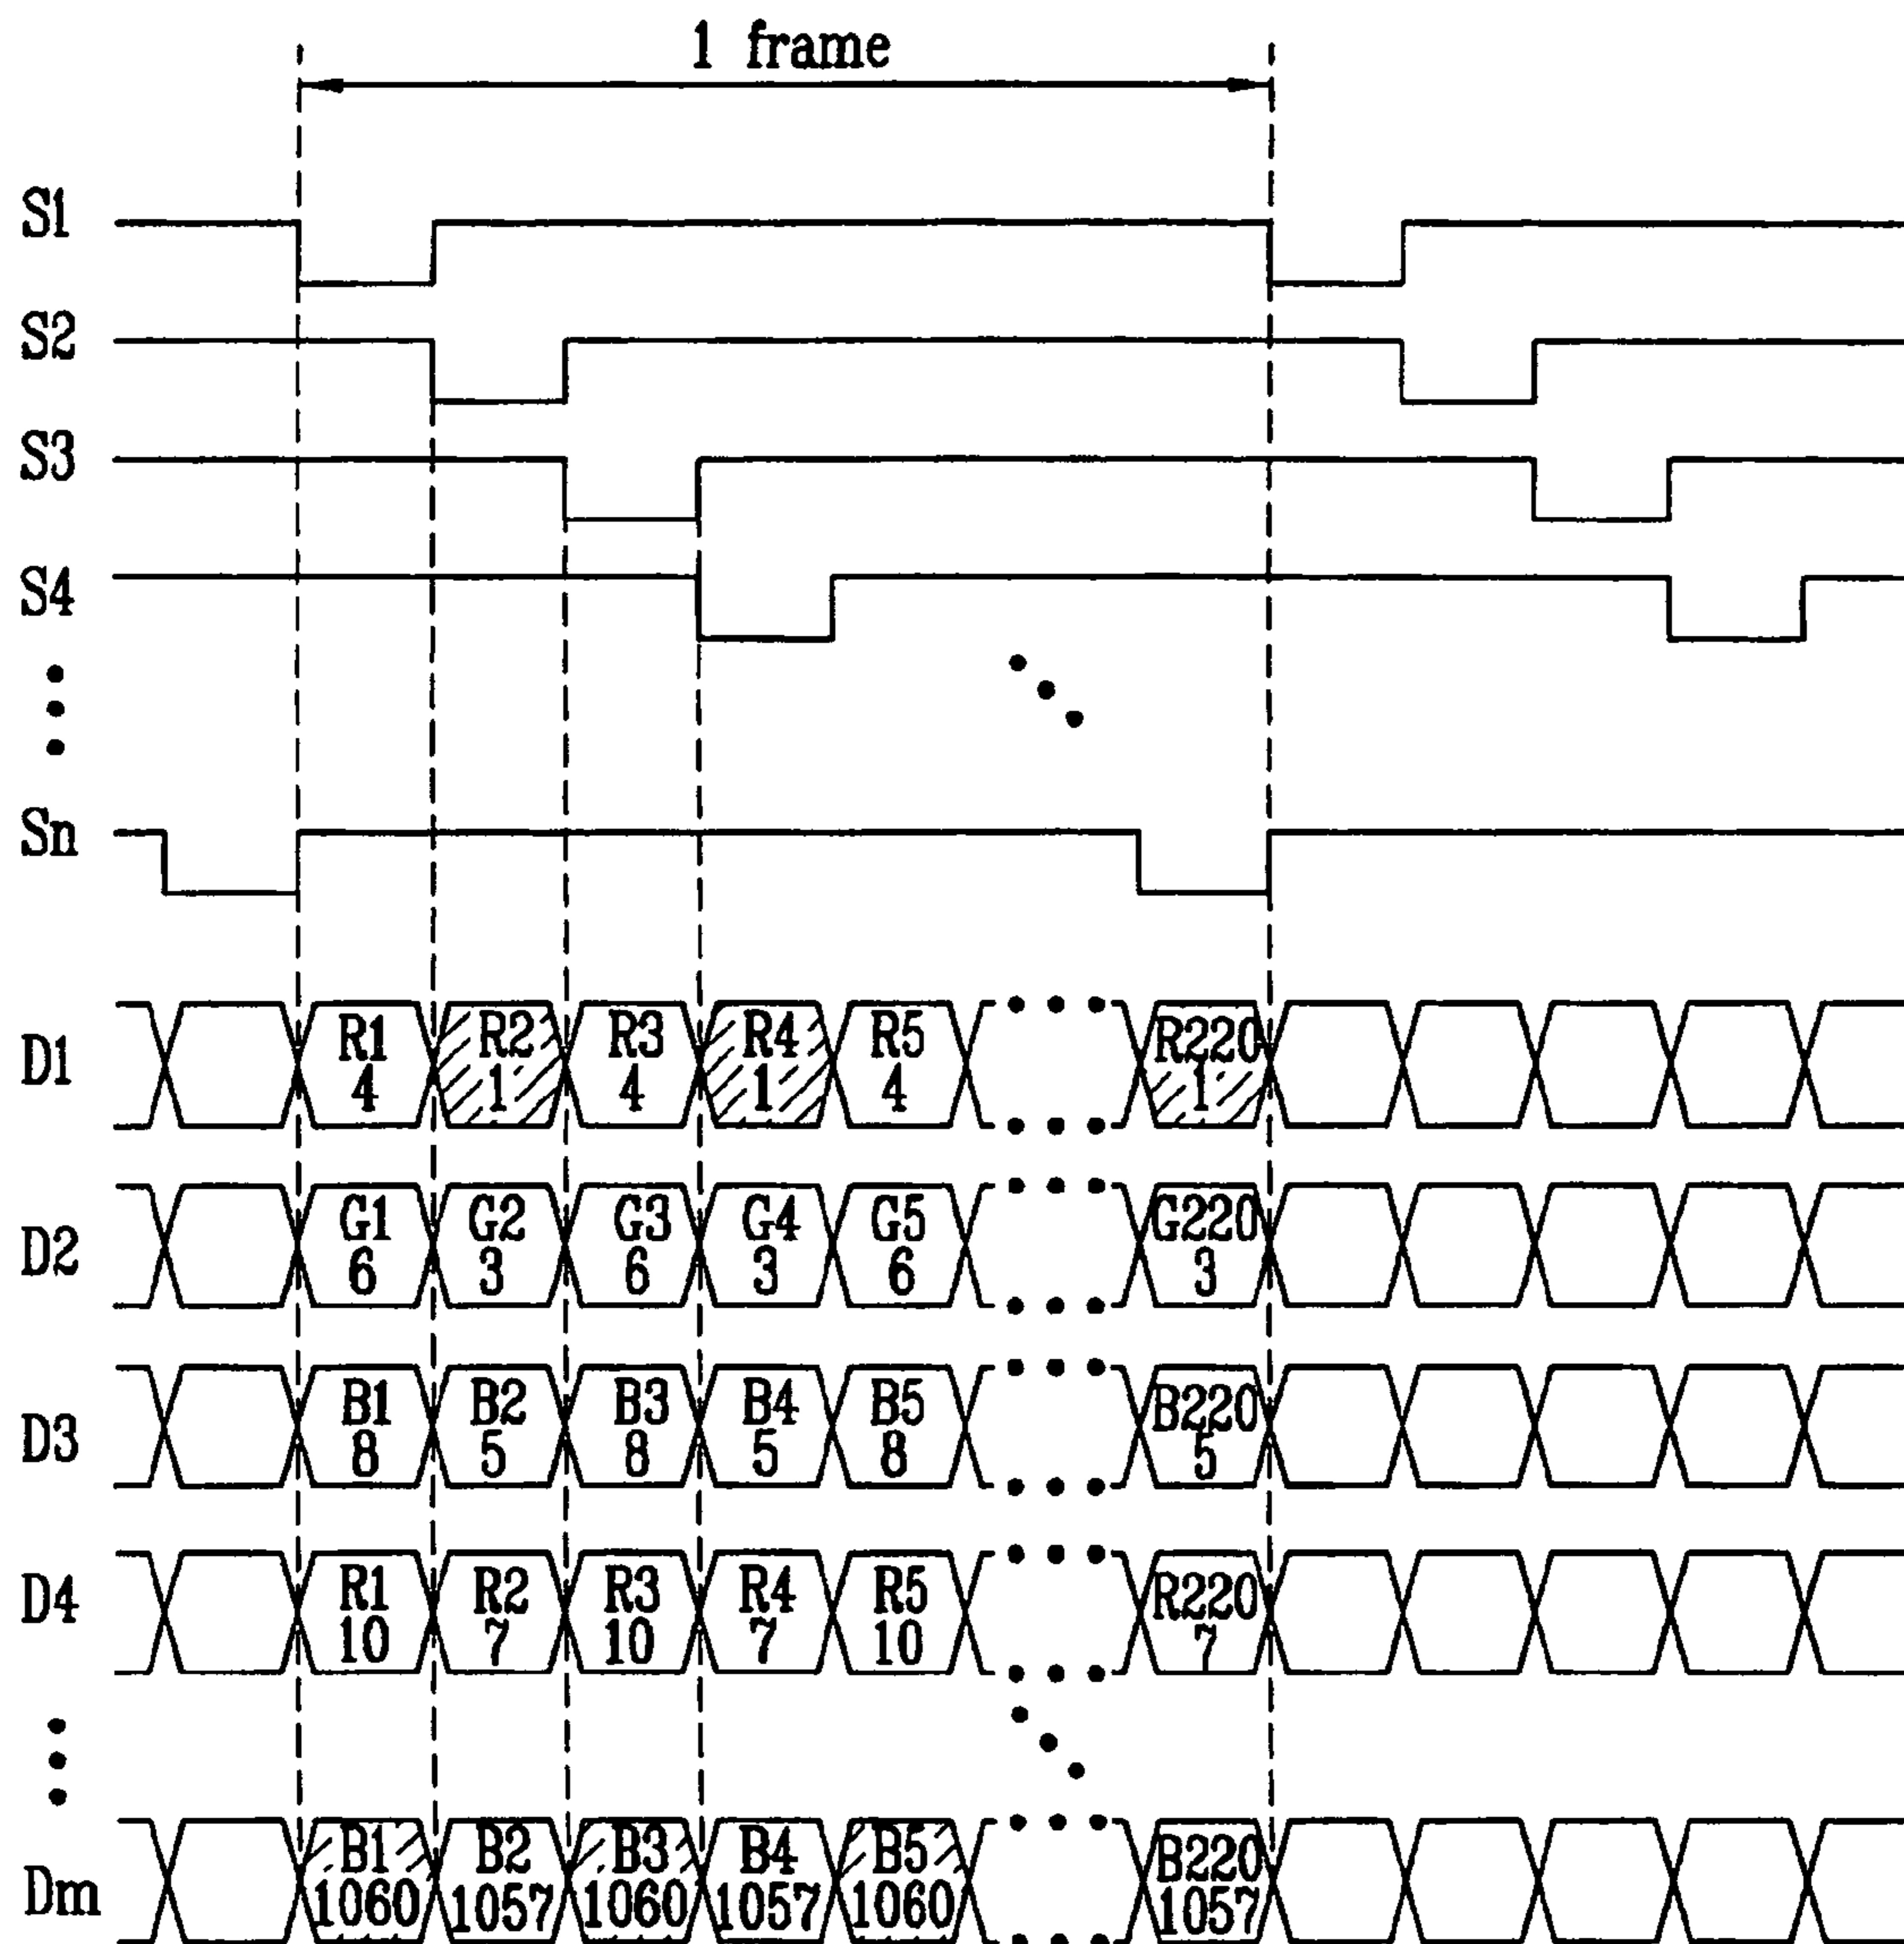 1 frame
S1
S2
S3
S4
Sn
D1 R1 R2 R3 R4 R5 R220
4 1 4 1 4 1
D2 G1 G2 G3 G4 G5 G220
6 3 6 3 6 3
D3 B1 B2 B3 B4 B5 B220
8 5 8 5 8 5
D4 R1 R2 R3 R4 R5 R220
10 7 10 7 10 7
Dm B1 B2 B3 B4 B5 B220
1060 1057 1060 1057 1060 1057